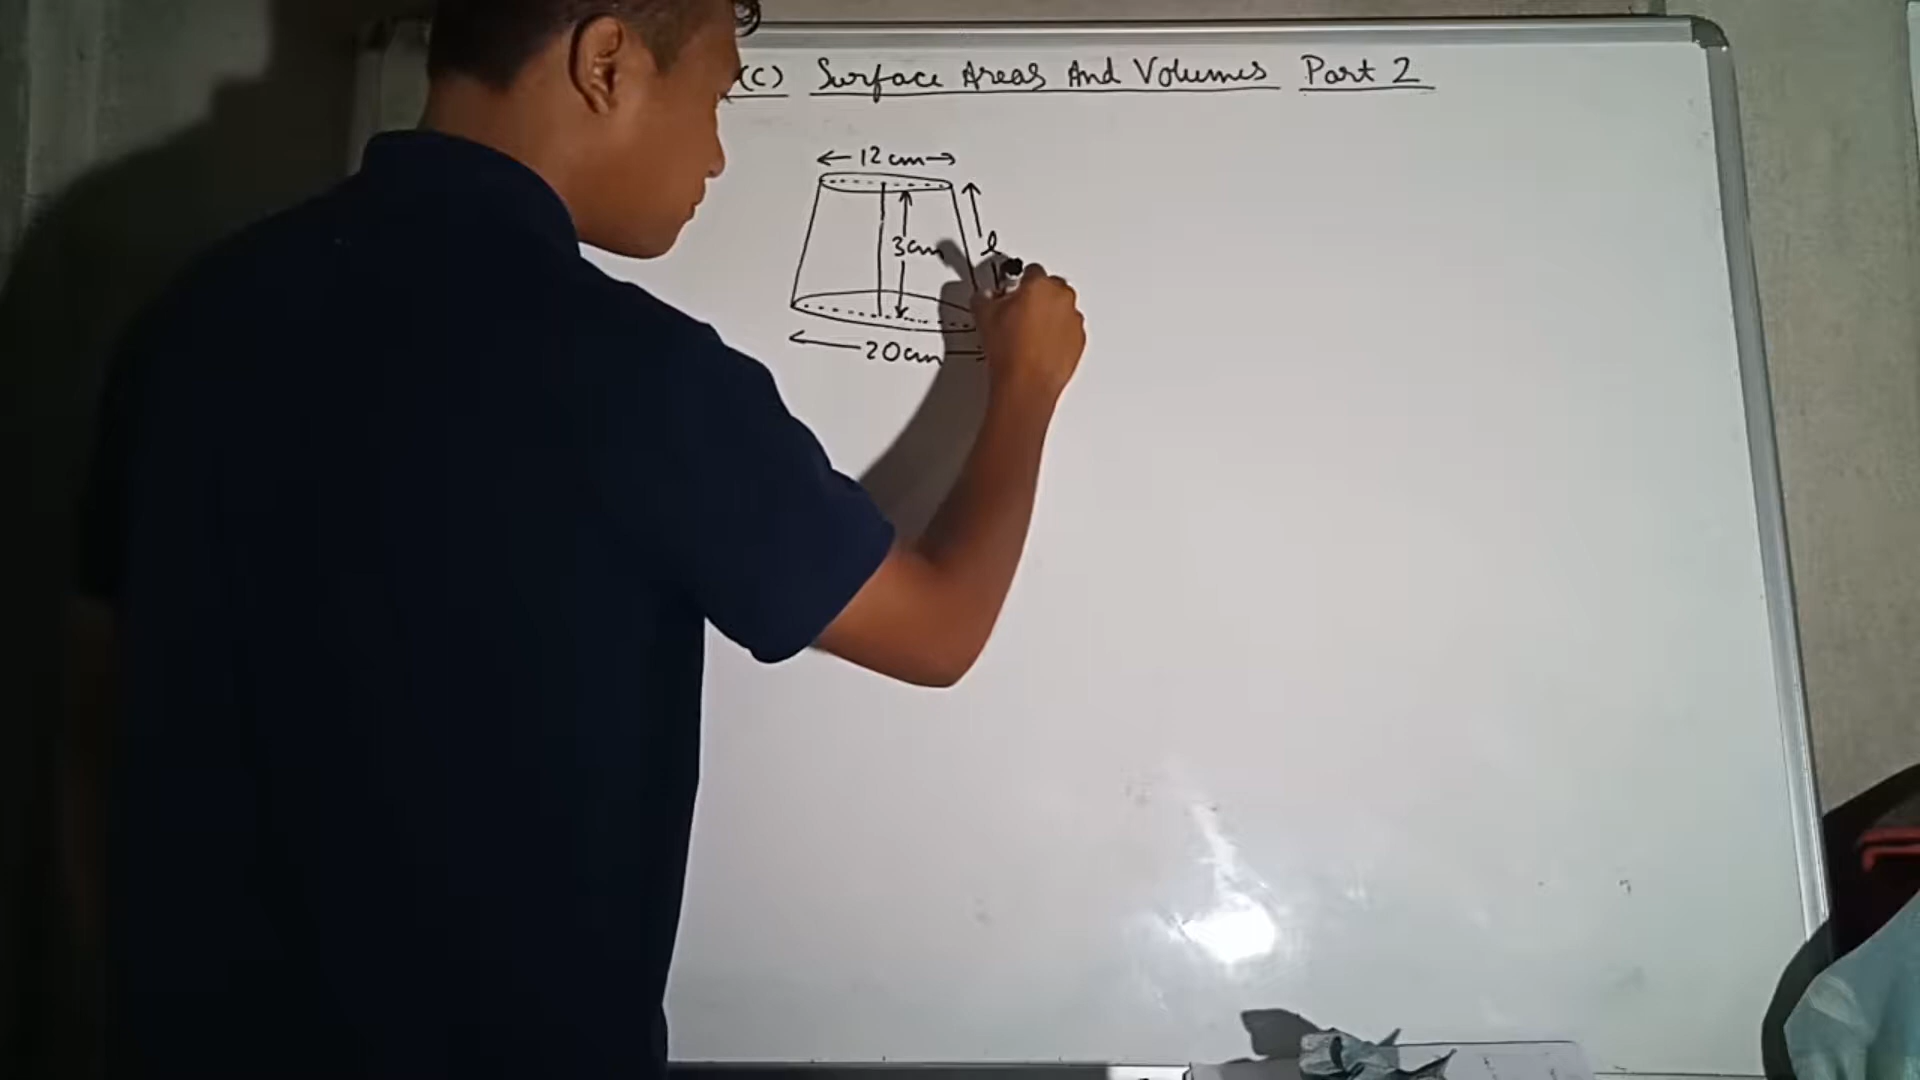 (C) Surface Areas And Volumes Part 2
12 cm
3cm
l
20cm